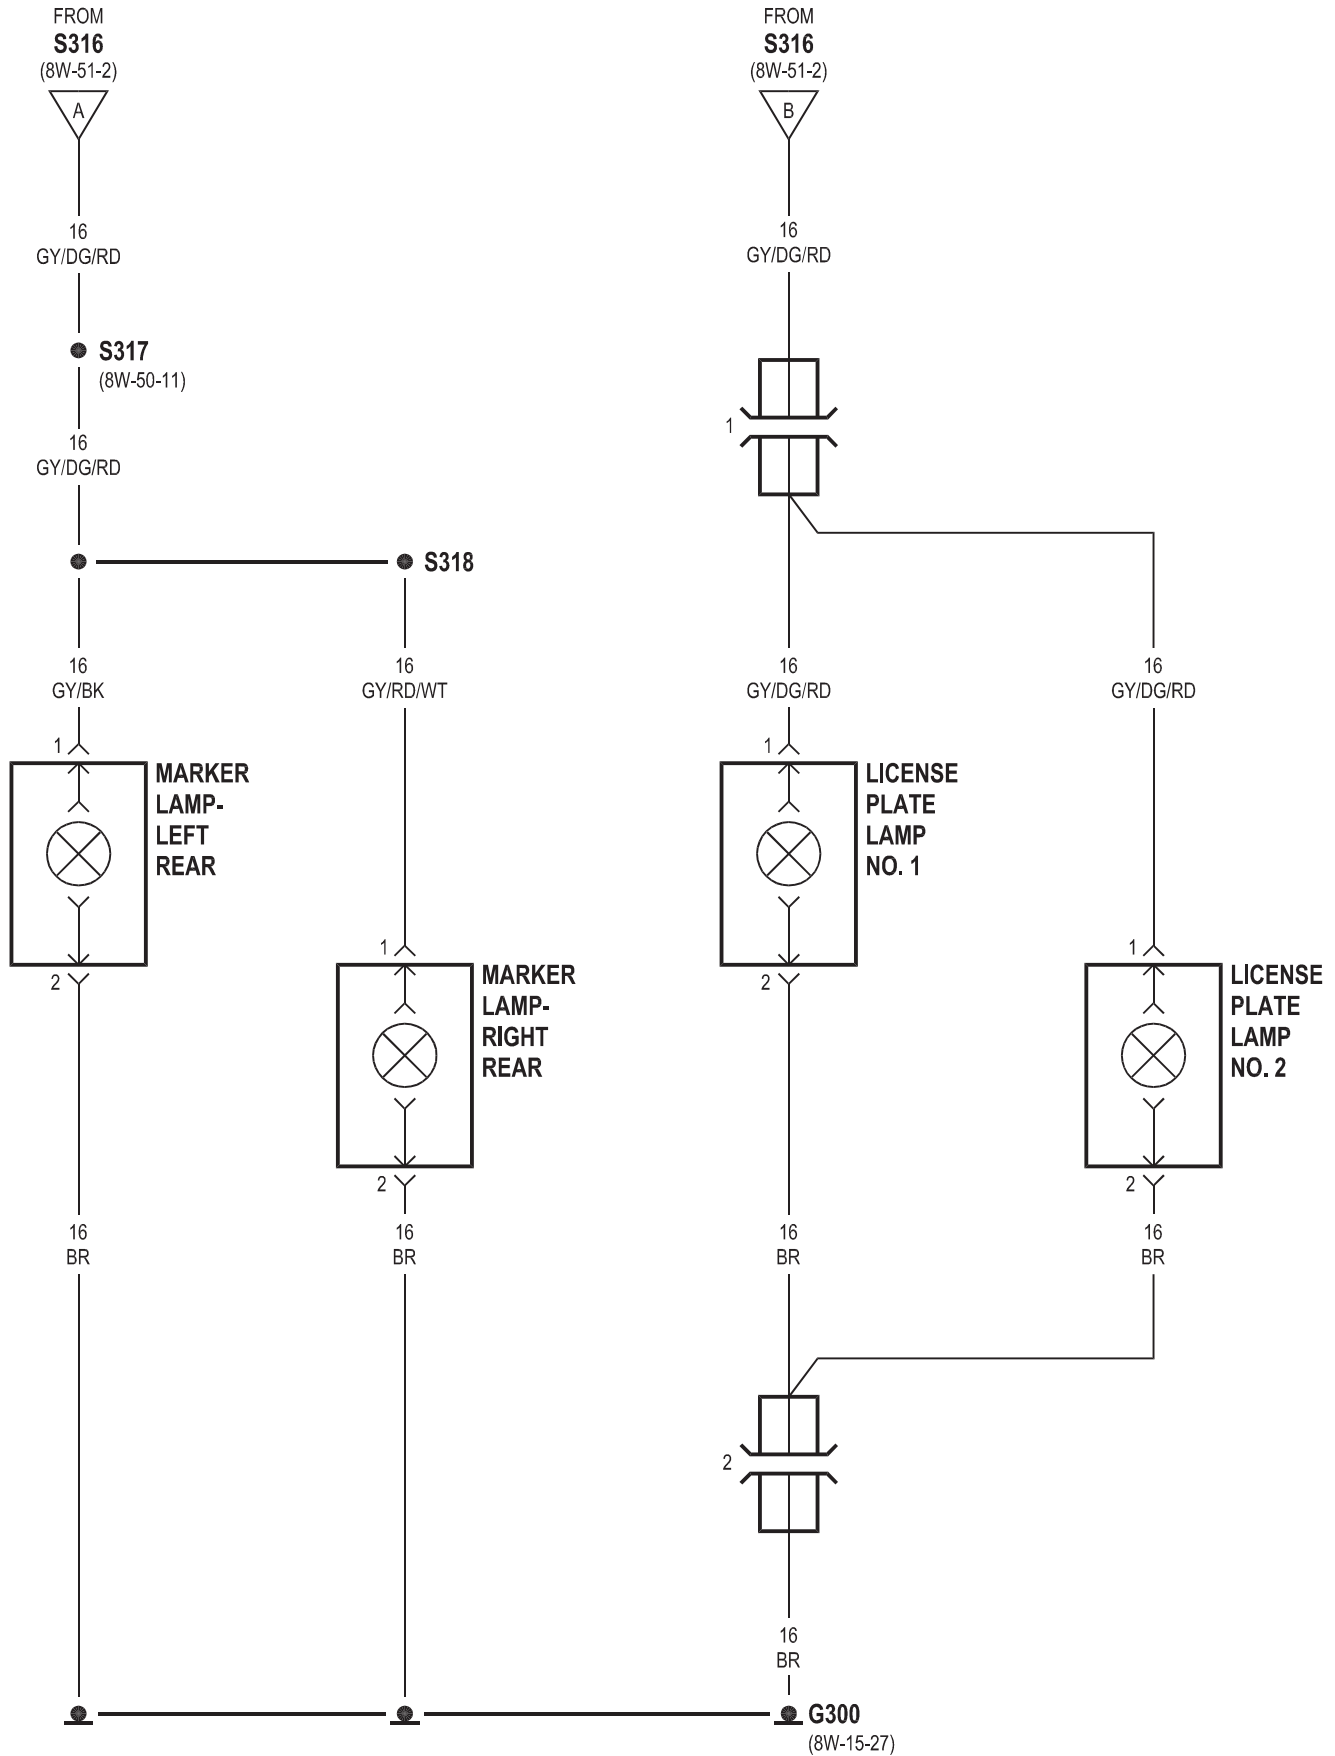 FROM
S316
(8W-51-2)
A
FROM
S316
(8W-51-2)
B
16
GY/DG/RD
16
GY/DG/RD
S317
(8W-50-11)
1
16
GY/DG/RD
S318
16
GY/BK
16
GY/RD/WT
16
GY/DG/RD
16
GY/DG/RD
1
MARKER
LAMP-
LEFT
REAR
2
1
LICENSE
PLATE
LAMP
NO. 1
2
1
MARKER
LAMP-
RIGHT
REAR
2
1
LICENSE
PLATE
LAMP
NO. 2
2
16
BR
16
BR
16
BR
16
BR
2
16
BR
G300
(8W-15-27)